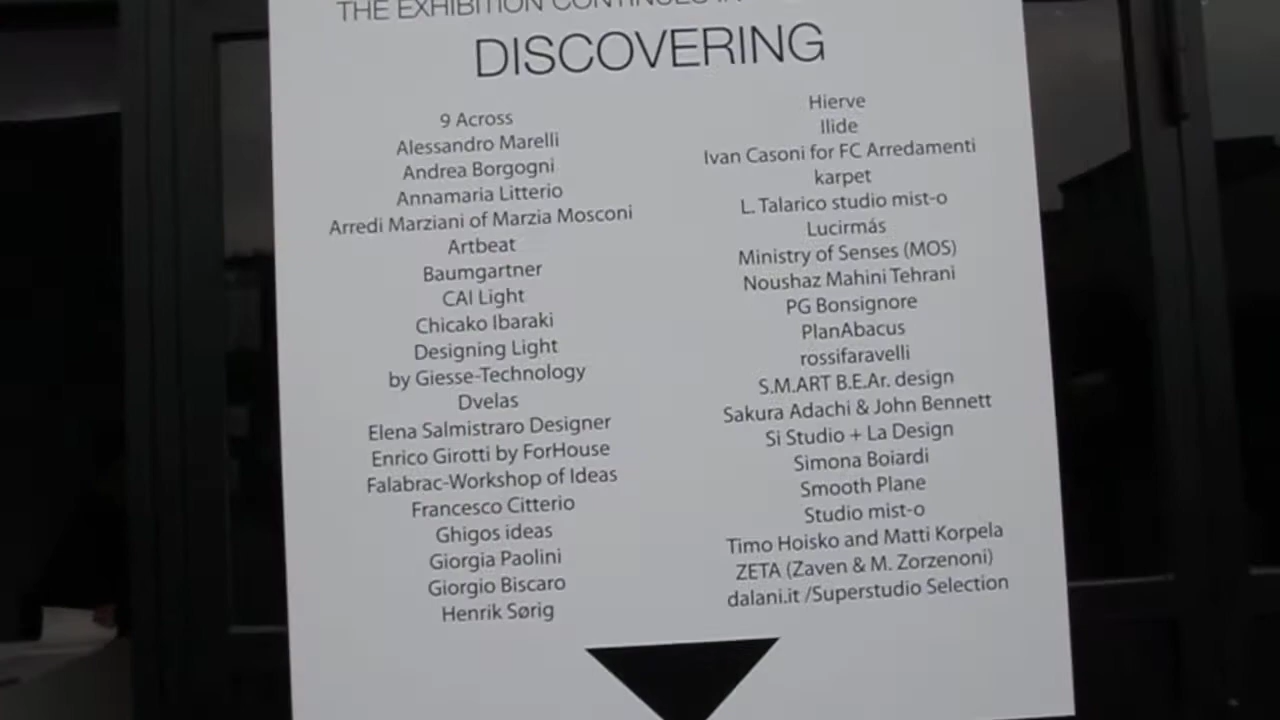 THE EXHIBITION CONTINUES IN
DISCOVERING
9 Across
Alessandro Marelli
Andrea Borgogni
Annamaria Litterio
Arredi Marziani of Marzia Mosconi
Artbeat
Baumgartner
CAI Light
Chicako Ibaraki
Designing Light
by Giesse-Technology
Dvelas
Elena Salmistraro Designer
Enrico Girotti by ForHouse
Falabrac-Workshop of Ideas
Francesco Citterio
Ghigos ideas
Giorgia Paolini
Giorgio Biscaro
Henrik Sørig
Hierve
Ilide
Ivan Casoni for FC Arredamenti
karpet
L. Talarico studio mist-o
Lucirmás
Ministry of Senses (MOS)
Noushaz Mahini Tehrani
PG Bonsignore
PlanAbacus
rossifaravelli
S.M.ART B.E.Ar. design
Sakura Adachi & John Bennett
Si Studio + La Design
Simona Boiardi
Smooth Plane
Studio mist-o
Timo Hoisko and Matti Korpela
ZETA (Zaven & M. Zorzenoni)
dalani.it /Superstudio Selection